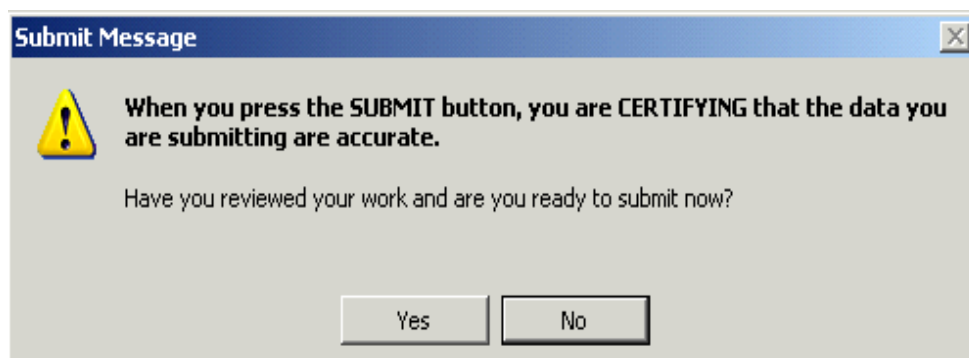 Submit Message
When you press the SUBMIT button, you are CERTIFYING that the data you
are submitting are accurate.
Have you reviewed your work and are you ready to submit now?
Yes
No